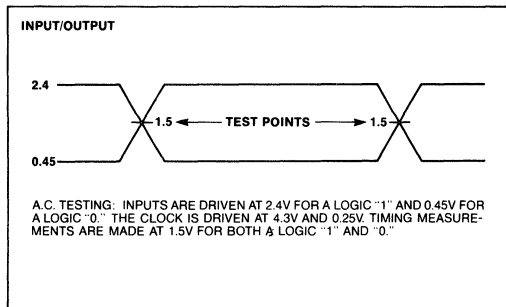 INPUT/OUTPUT
2.4
1.5 TEST POINTS 1.5
0.45
A.C. TESTING: INPUTS ARE DRIVEN AT 2.4V FOR A LOGIC "1" AND 0.45V FOR
A LOGIC "0." THE CLOCK IS DRIVEN AT 4.3V AND 0.25V. TIMING MEASURE-
MENTS ARE MADE AT 1.5V FOR BOTH A LOGIC "1" AND "0."